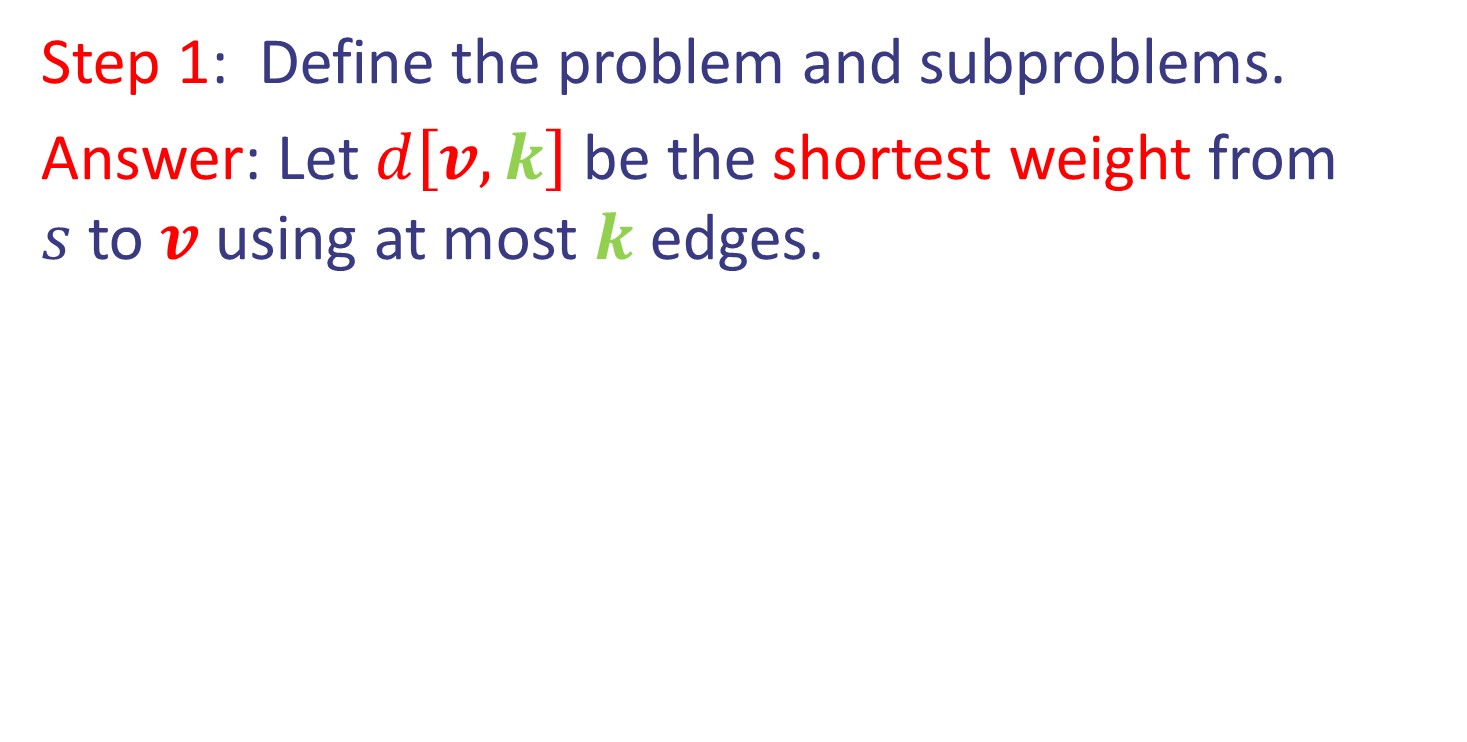 Step 1:  Define the problem and subproblems.
Answer: Let d[v, k] be the shortest weight from
s to v using at most k edges.